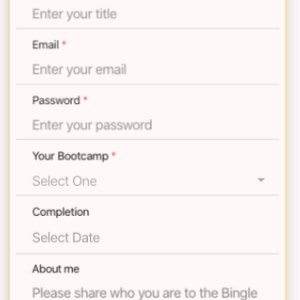 Enter your title
Email *
Enter your email
Password *
Enter your password
Your Bootcamp *
Select One
Completion
Select Date
About me
Please share who you are to the Bingle